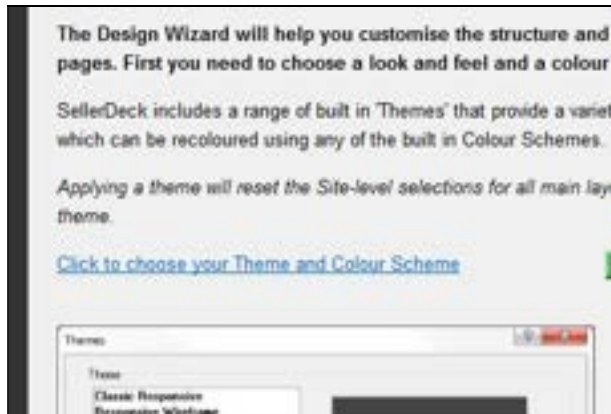 The Design Wizard will help you customise the structure and
pages. First you need to choose a look and feel and a colour
SellerDeck includes a range of built in 'Themes' that provide a variet
which can be recoloured using any of the built in Colour Schemes.
Applying a theme will reset the Site-level selections for all main lay
theme.
Click to choose your Theme and Colour Scheme
Themes
Theme
Classic Responsive
Responsive Wireframe